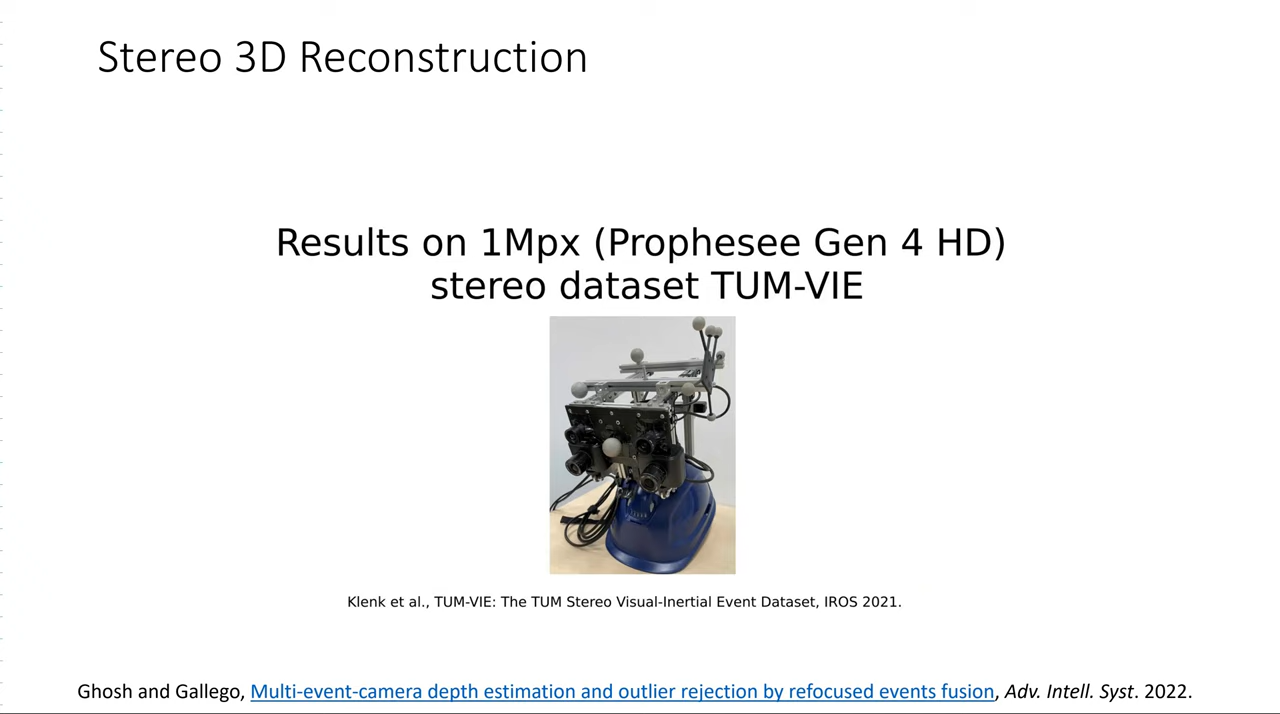 Stereo 3D Reconstruction
Results on 1Mpx (Prophesee Gen 4 HD)
stereo dataset TUM-VIE
Klenk et al., TUM-VIE: The TUM Stereo Visual-Inertial Event Dataset, IROS 2021.
Ghosh and Gallego, Multi-event-camera depth estimation and outlier rejection by refocused events fusion, Adv. Intell. Syst. 2022.